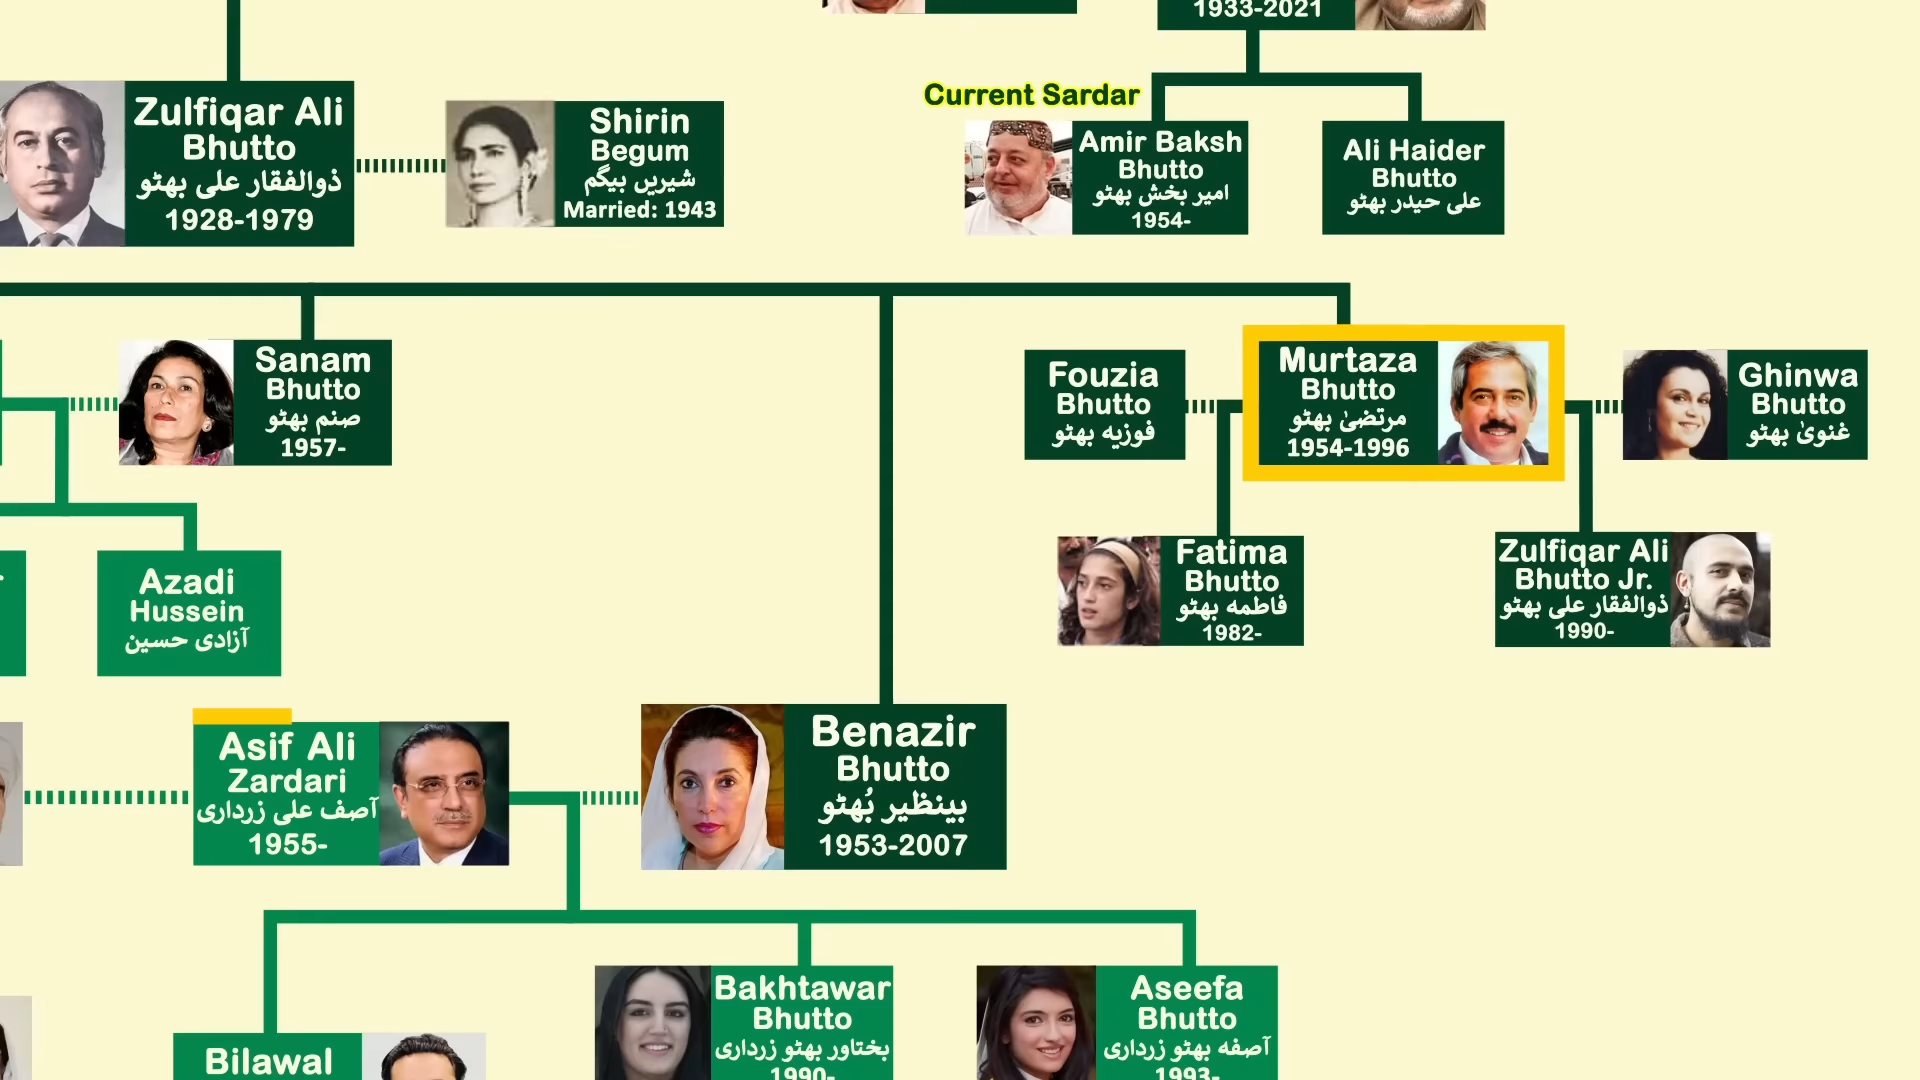 1933-2021
Zulfiqar Ali
Bhutto
ذوالفقار علی بھٹو
1928-1979
Shirin
Begum
شیریں بیگم
Married: 1943
Current Sardar
Amir Baksh
Bhutto
امیر بخش بھٹو
1954-
Ali Haider
Bhutto
علی حیدر بھٹو
Sanam
Bhutto
صنم بھٹو
1957-
Fouzia
Bhutto
فوزیہ بھٹو
Murtaza
Bhutto
مرتضیٰ بھٹو
1954-1996
Ghinwa
Bhutto
غنویٰ بھٹو
Azadi
Hussein
آزادی حسین
Fatima
Bhutto
فاطمہ بھٹو
1982-
Zulfiqar Ali
Bhutto Jr.
ذوالفقار علی بھٹو
1990-
Asif Ali
Zardari
آصف علی زرداری
1955-
Benazir
Bhutto
بینظیر بُھٹو
1953-2007
Bilawal
Bakhtawar
Bhutto
بختاور بھٹو زرداری
1990-
Aseefa
Bhutto
آصفہ بھٹو زرداری
1993-